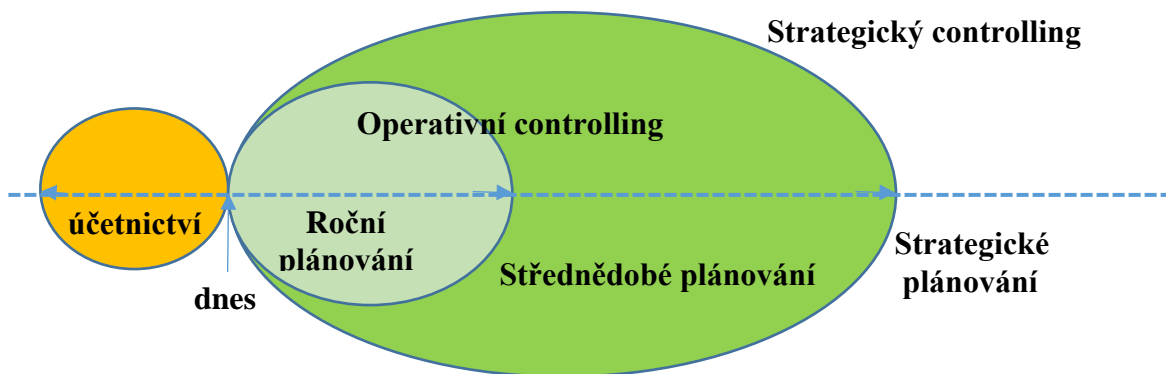 Strategický controlling
Operativní controlling
účetnictví
Roční
plánování
Střednědobé plánování
Strategické
plánování
dnes